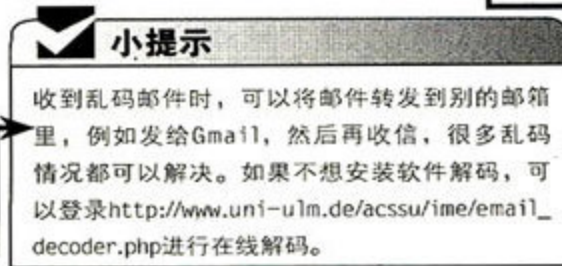 小提示
收到乱码邮件时，可以将邮件转发到别的邮箱
里，例如发给Gmail，然后再收信，很多乱码
情况都可以解决。如果不想安装软件解码，可
以登录http://www.uni-ulm.de/acssu/ime/email_
decoder.php进行在线解码。